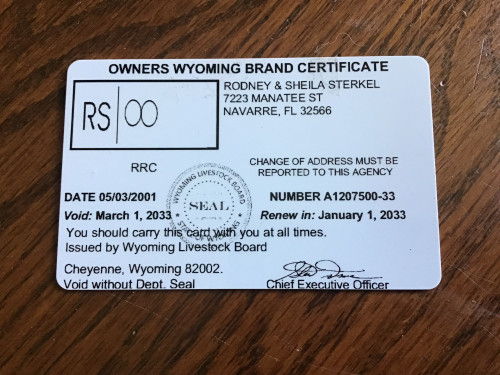 OWNERS WYOMING BRAND CERTIFICATE
RS
RODNEY & SHEILA STERKEL
7223 MANATEE ST
NAVARRE, FL 32566
RRC
CHANGE OF ADDRESS MUST BE
REPORTED TO THIS AGENCY
WYOMING LIVESTOCK BOARD
SEAL
STATE OF WYOMING
DATE 05/03/2001
NUMBER A1207500-33
Void: March 1, 2033
Renew in: January 1, 2033
You should carry this card with you at all times.
Issued by Wyoming Livestock Board
Cheyenne, Wyoming 82002.
Void without Dept. Seal
Chief Executive Officer